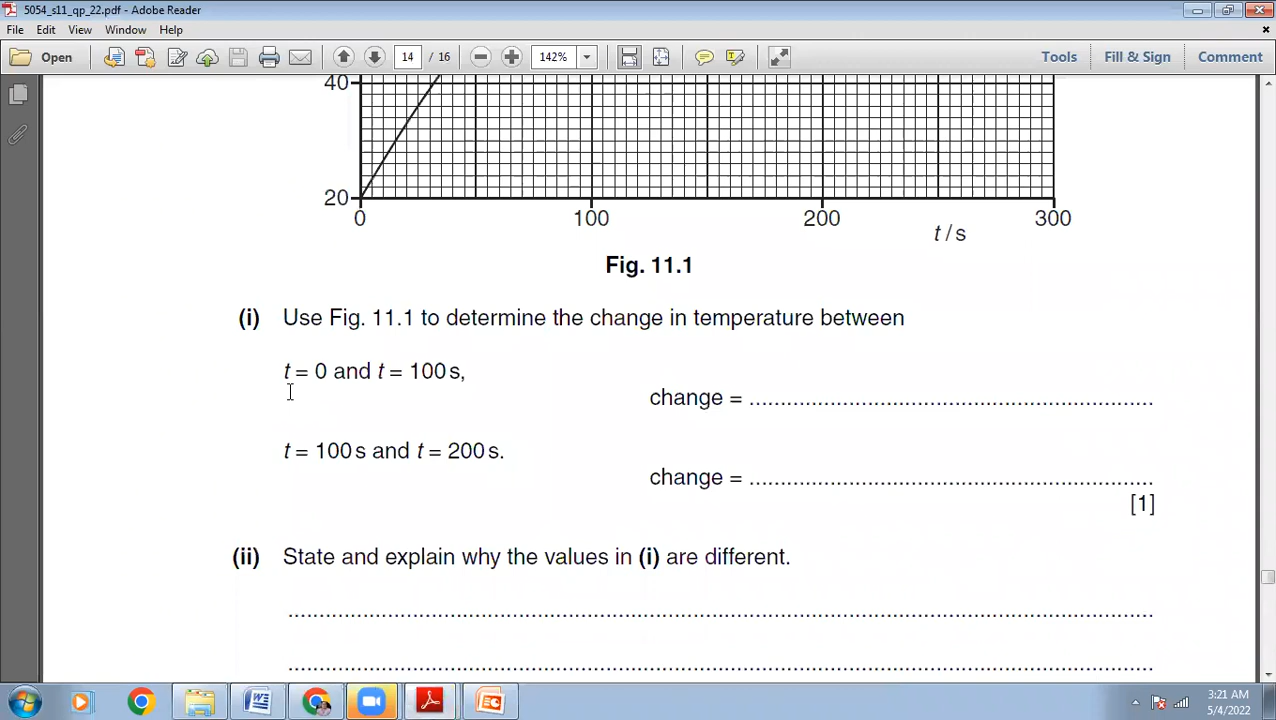 5054_s11_qp_22.pdf - Adobe Reader
File Edit View Window Help
Open 14 / 16 142% Tools Fill & Sign Comment
40
20
0 100 200 300
t / s
Fig. 11.1
(i) Use Fig. 11.1 to determine the change in temperature between
t = 0 and t = 100 s,
change = ................................................................
t = 100 s and t = 200 s.
change = ................................................................
[1]
(ii) State and explain why the values in (i) are different.
..........................................................................................................................................
..........................................................................................................................................
3:21 AM
5/4/2022